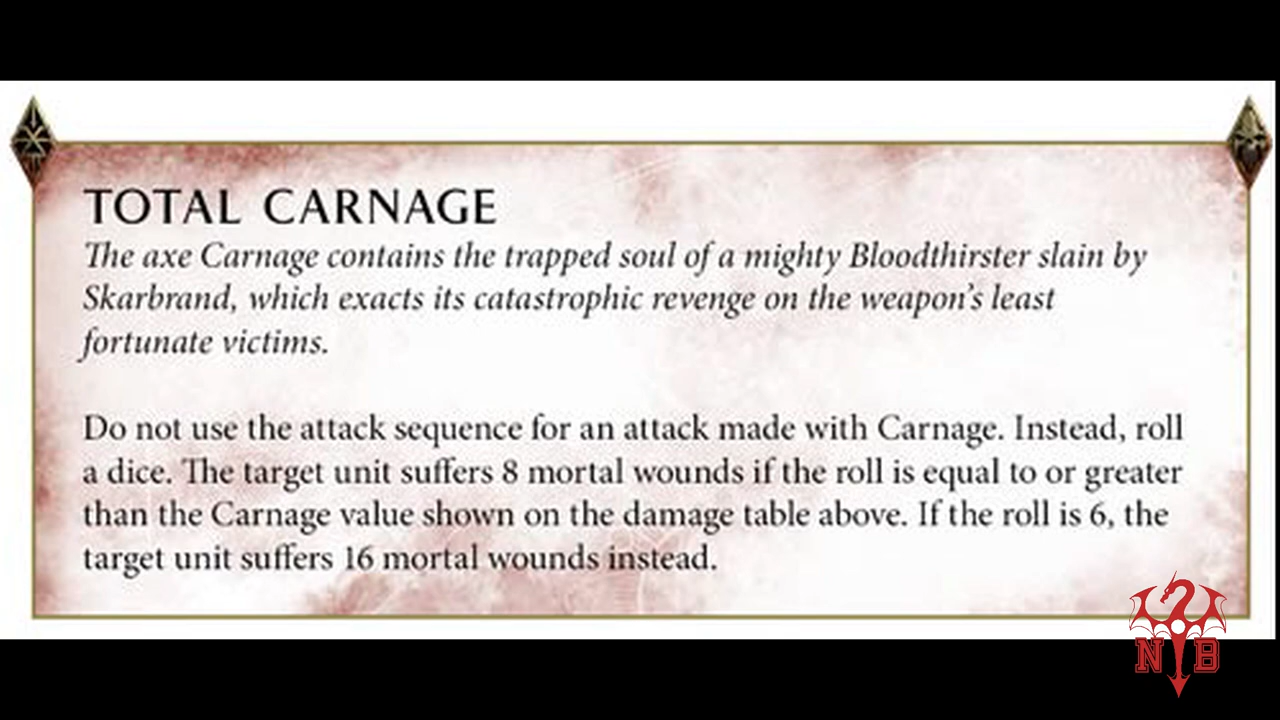 TOTAL CARNAGE
The axe Carnage contains the trapped soul of a mighty Bloodthirster slain by
Skarbrand, which exacts its catastrophic revenge on the weapon's least
fortunate victims.
Do not use the attack sequence for an attack made with Carnage. Instead, roll
a dice. The target unit suffers 8 mortal wounds if the roll is equal to or greater
than the Carnage value shown on the damage table above. If the roll is 6, the
target unit suffers 16 mortal wounds instead.
N B